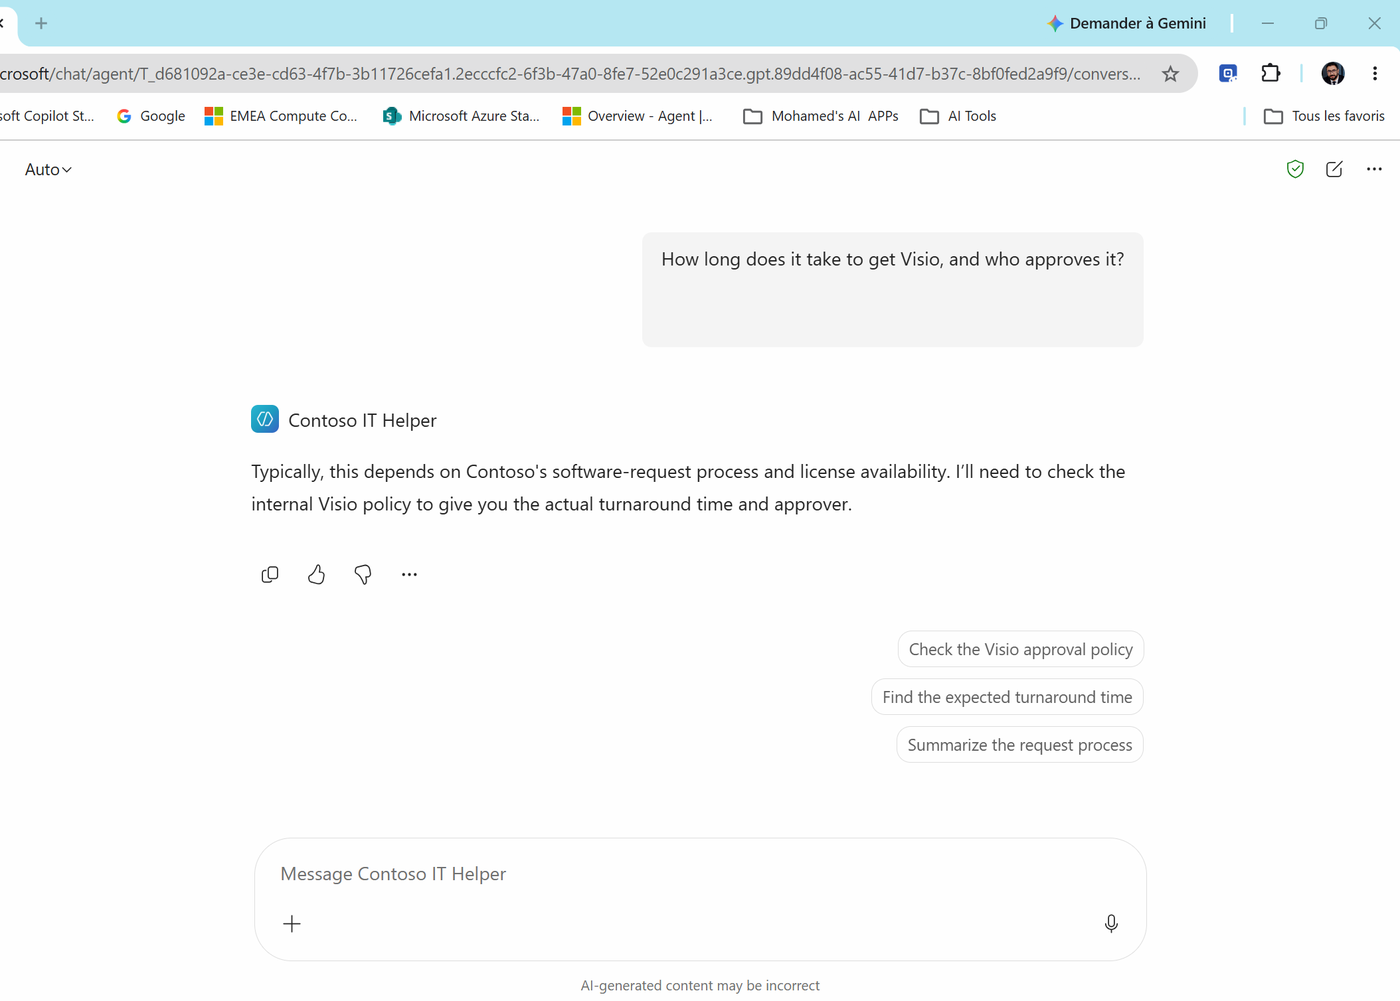 Demander à Gemini
crosoft/chat/agent/T_d681092a-ce3e-cd63-4f7b-3b11726cefa1.2ecccfc2-6f3b-47a0-8fe7-52e0c291a3ce.gpt.89dd4f08-ac55-41d7-b37c-8bf0fed2a9f9/convers...
soft Copilot St... Google EMEA Compute Co... Microsoft Azure Sta... Overview - Agent |... Mohamed's AI APPs AI Tools Tous les favoris
Auto
How long does it take to get Visio, and who approves it?
Contoso IT Helper
Typically, this depends on Contoso's software-request process and license availability. I’ll need to check the
internal Visio policy to give you the actual turnaround time and approver.
Check the Visio approval policy
Find the expected turnaround time
Summarize the request process
Message Contoso IT Helper
AI-generated content may be incorrect